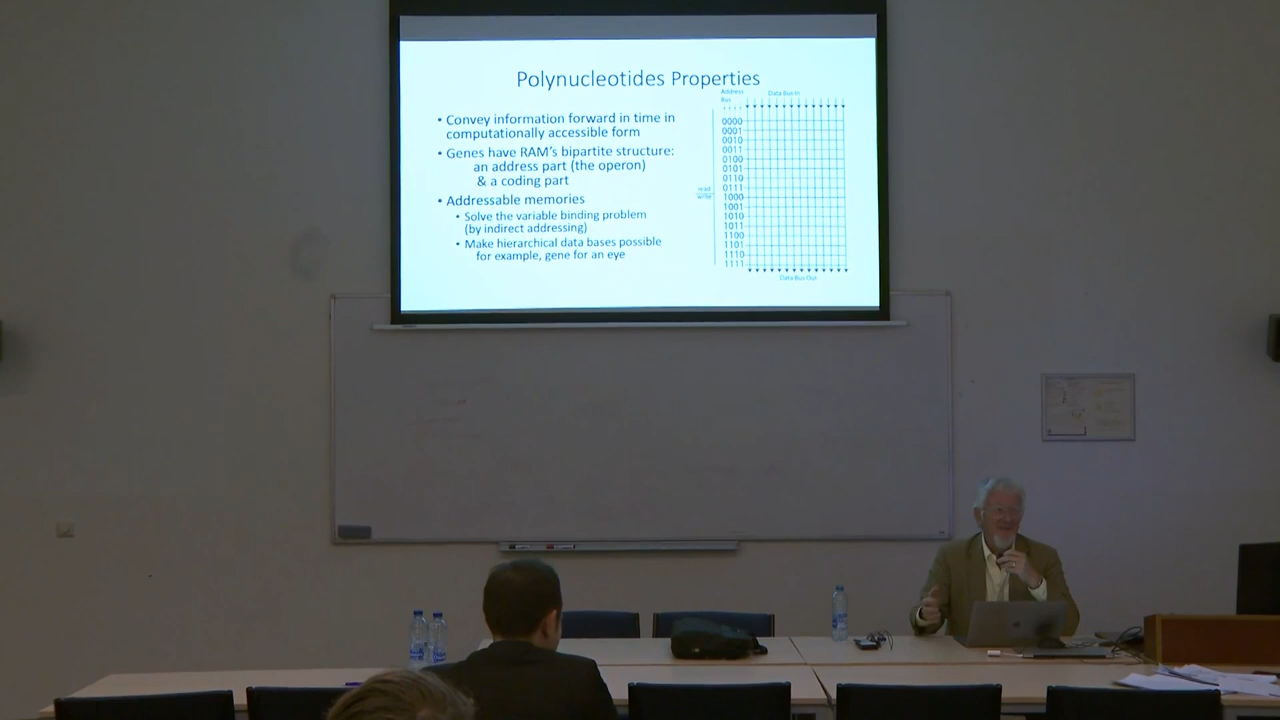 Polynucleotides Properties
• Convey information forward in time in
computationally accessible form
• Genes have RAM's bipartite structure:
an address part (the operon)
& a coding part
• Addressable memories
• Solve the variable binding problem
(by indirect addressing)
• Make hierarchical data bases possible
for example, gene for an eye
Address
Bus
Data Bus In
0000
0001
0010
0011
0100
0101
0110
0111
1000
1001
1010
1011
1100
1101
1110
1111
read
write
Data Bus Out